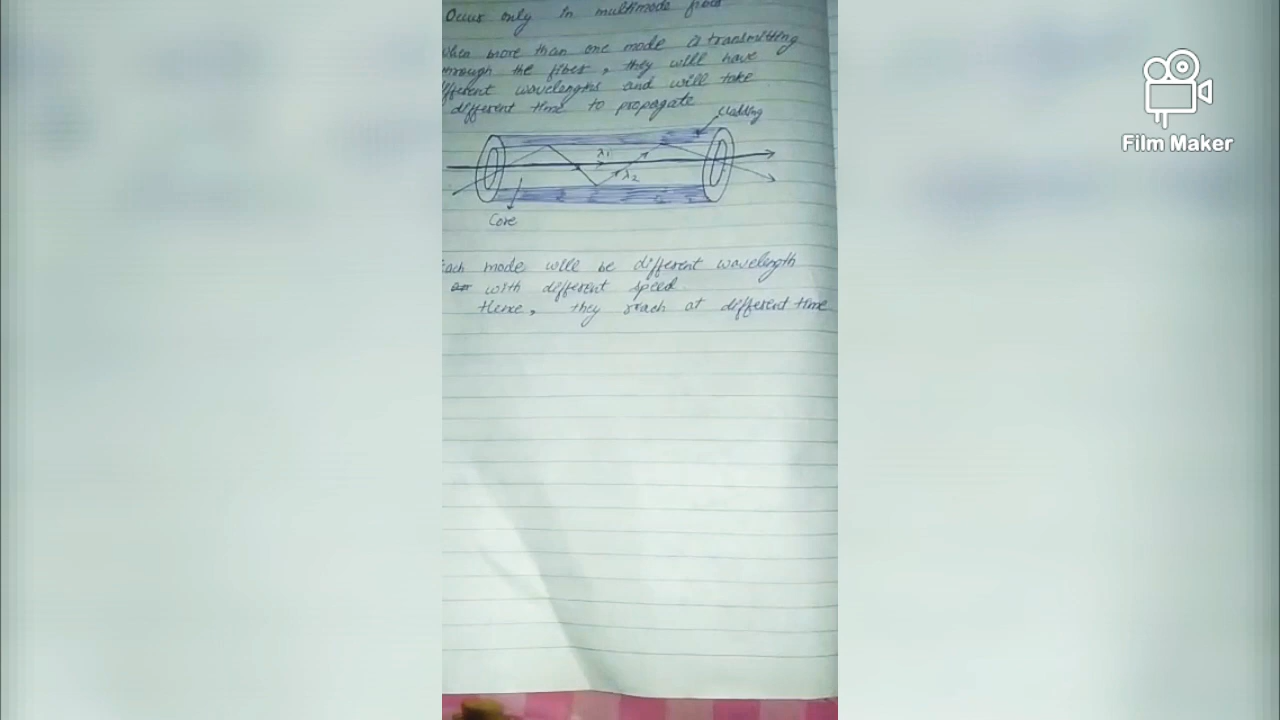 Occur only in multimode fiber
When more than one mode is transmitting
through the fiber, they will have
different wavelengths and will take
different time to propagate
Cladding
λ1
λ2
Core
Each mode will be different wavelength
with different speed
Hence, they reach at different time
Film Maker